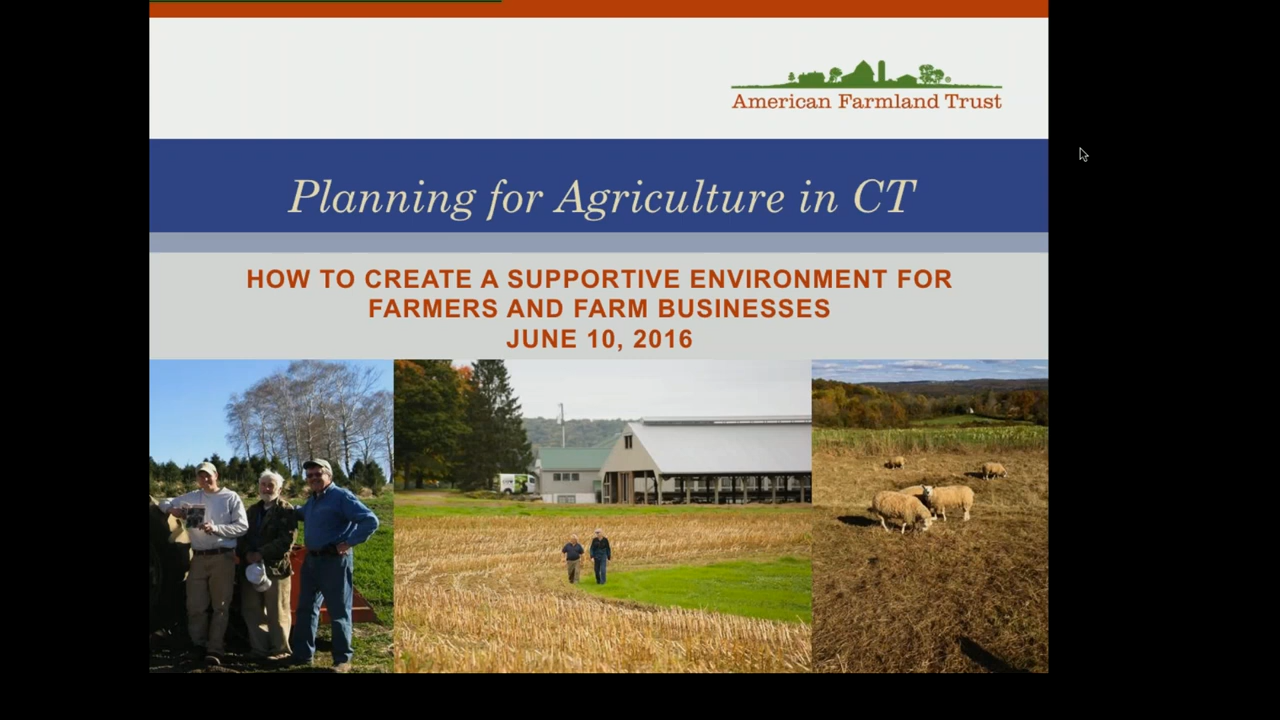 American Farmland Trust
Planning for Agriculture in CT
HOW TO CREATE A SUPPORTIVE ENVIRONMENT FOR
FARMERS AND FARM BUSINESSES
JUNE 10, 2016